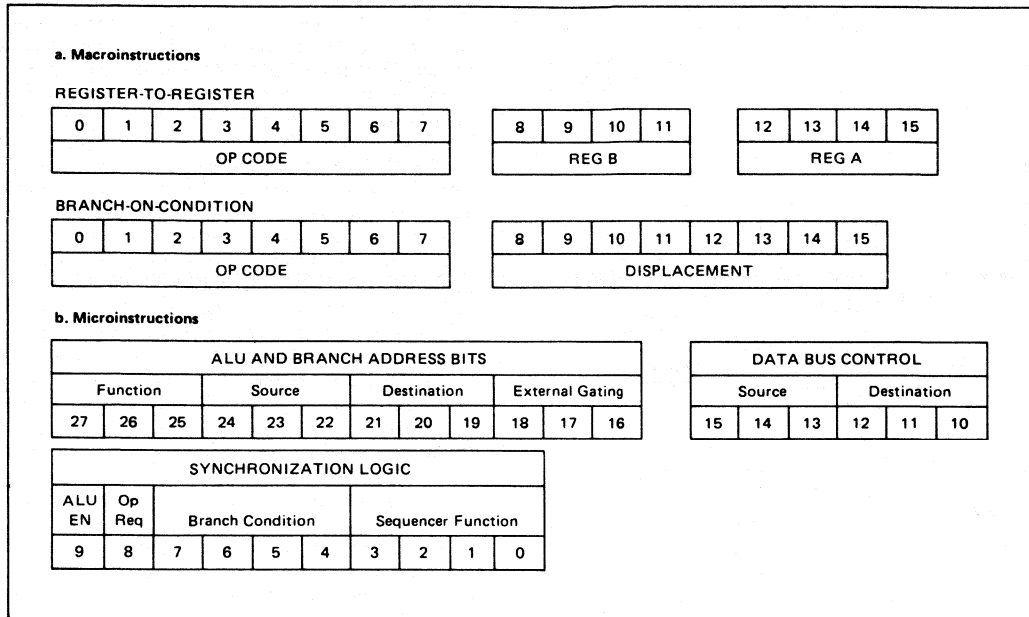 a. Macroinstructions
REGISTER-TO-REGISTER
0 1 2 3 4 5 6 7 8 9 10 11 12 13 14 15
OP CODE REG B REG A
BRANCH-ON-CONDITION
0 1 2 3 4 5 6 7 8 9 10 11 12 13 14 15
OP CODE DISPLACEMENT
b. Microinstructions
ALU AND BRANCH ADDRESS BITS DATA BUS CONTROL
Function Source Destination External Gating Source Destination
27 26 25 24 23 22 21 20 19 18 17 16 15 14 13 12 11 10
SYNCHRONIZATION LOGIC
ALU Op
EN Req Branch Condition Sequencer Function
9 8 7 6 5 4 3 2 1 0